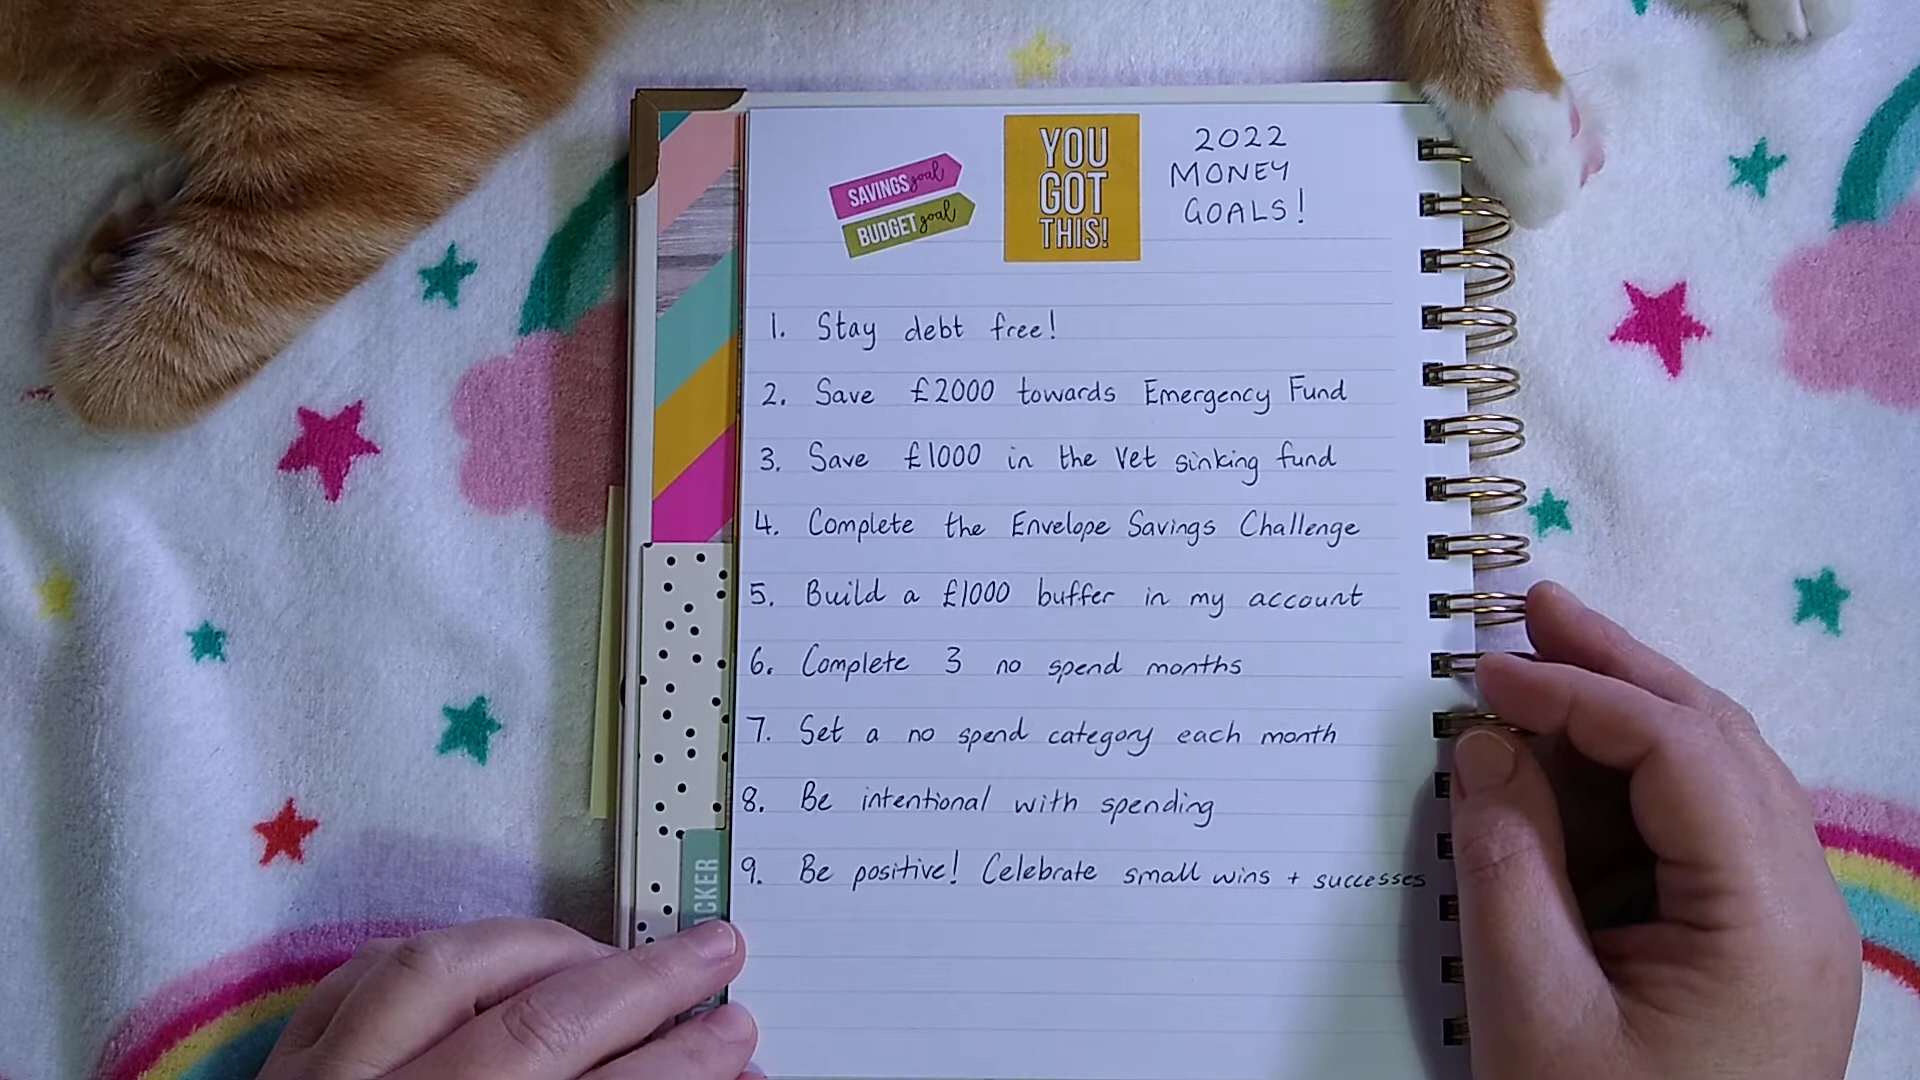 SAVINGS goal
BUDGET goal
YOU
GOT
THIS!
2022
MONEY
GOALS!
1. Stay debt free!
2. Save £2000 towards Emergency Fund
3. Save £1000 in the Vet sinking fund
4. Complete the Envelope Savings Challenge
5. Build a £1000 buffer in my account
6. Complete 3 no spend months
7. Set a no spend category each month
8. Be intentional with spending
9. Be positive! Celebrate small wins + successes
ACKER